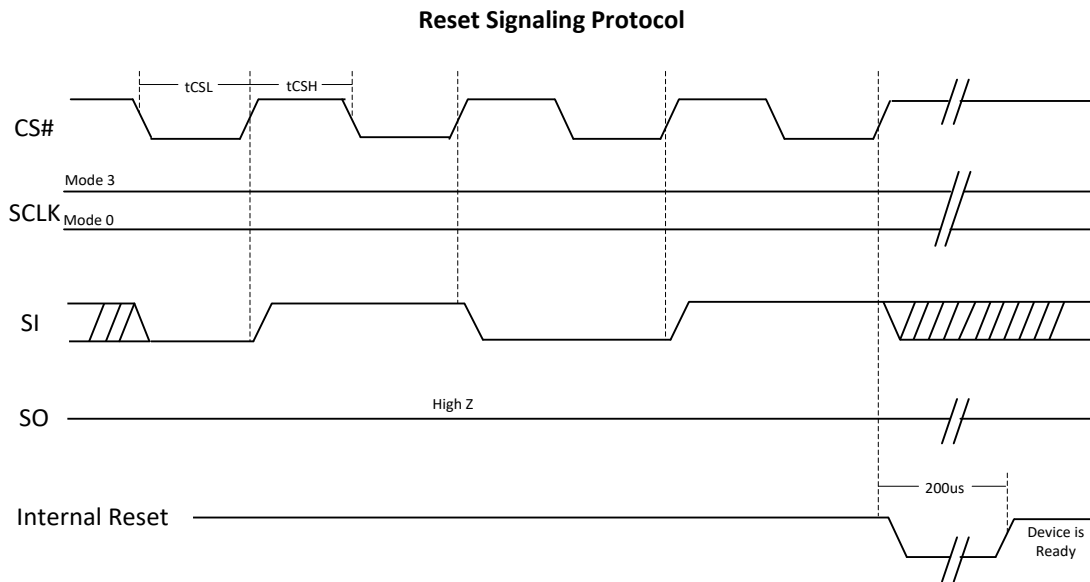 Reset Signaling Protocol
tCSL
tCSH
CS#
Mode 3
SCLK
Mode 0
SI
High Z
SO
200us
Internal Reset
Device is
Ready